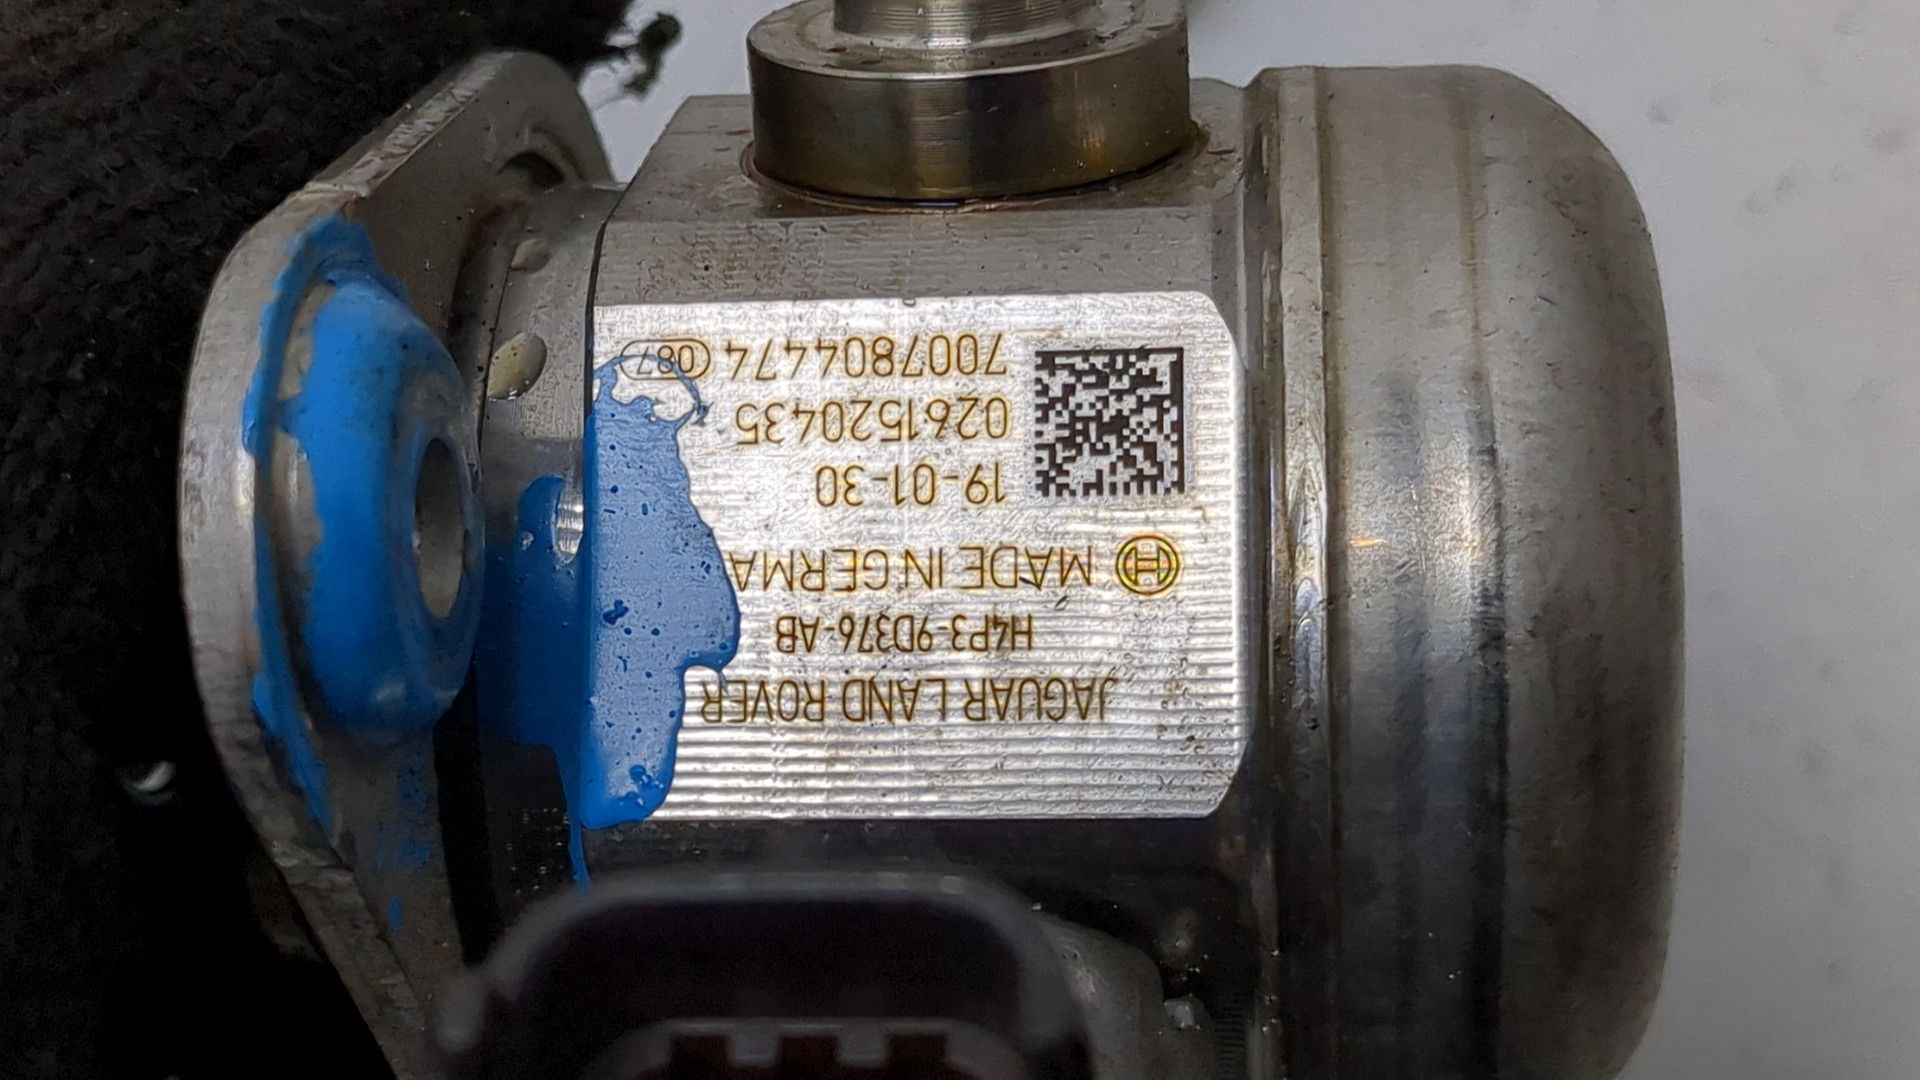 JAGUAR LAND ROVER
H4P3-9D376-AB
MADE IN GERMA
19-01-30
0261520435
7007804474 087